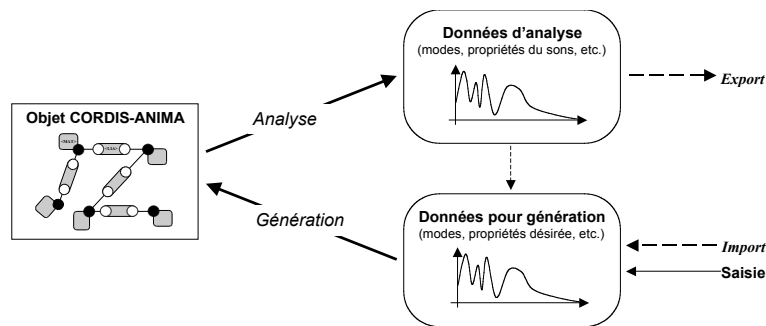 Données d'analyse
(modes, propriétés du sons, etc.)
Export
Objet CORDIS-ANIMA
<MAS>
Analyse
Génération
Données pour génération
(modes, propriétés désirée, etc.)
Import
Saisie